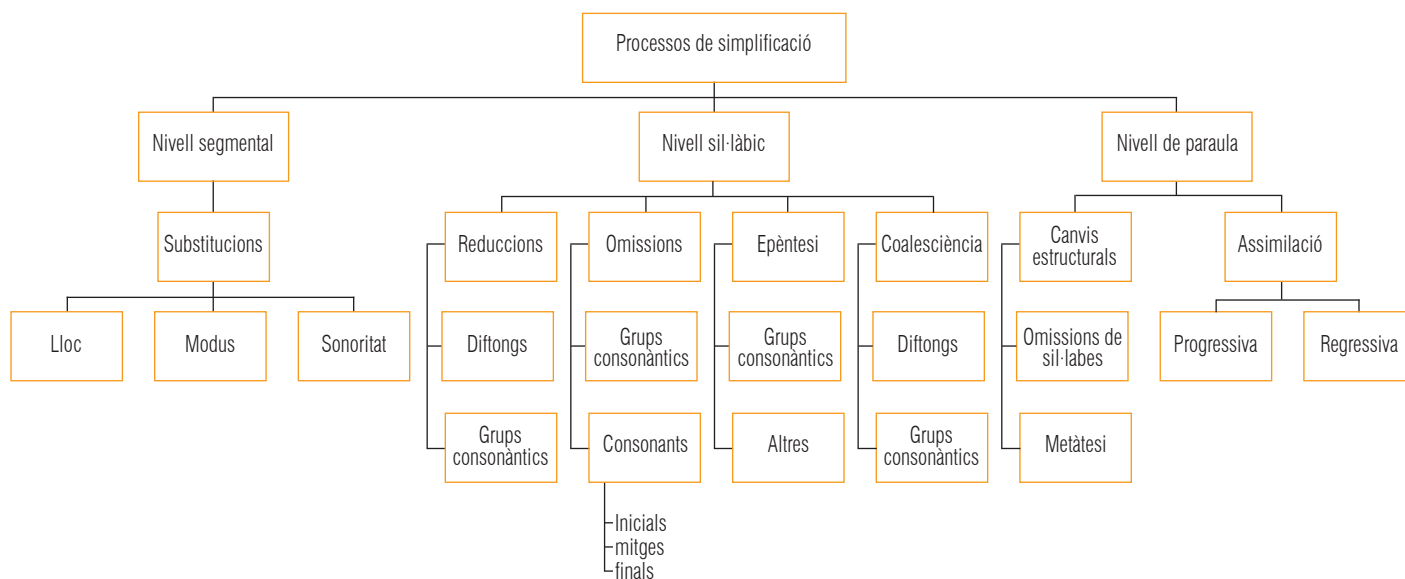 Processos de simplificació
Nivell segmental
Nivell sil·làbic
Nivell de paraula
Substitucions
Reduccions
Omissions
Epèntesi
Coalesciència
Canvis
estructurals
Assimilació
Lloc
Modus
Sonoritat
Diftongs
Grups
consonàntics
Grups
consonàntics
Diftongs
Omissions de
sil·labes
Progressiva
Regressiva
Grups
consonàntics
Consonants
Altres
Grups
consonàntics
Metàtesi
Inicials
mitges
finals